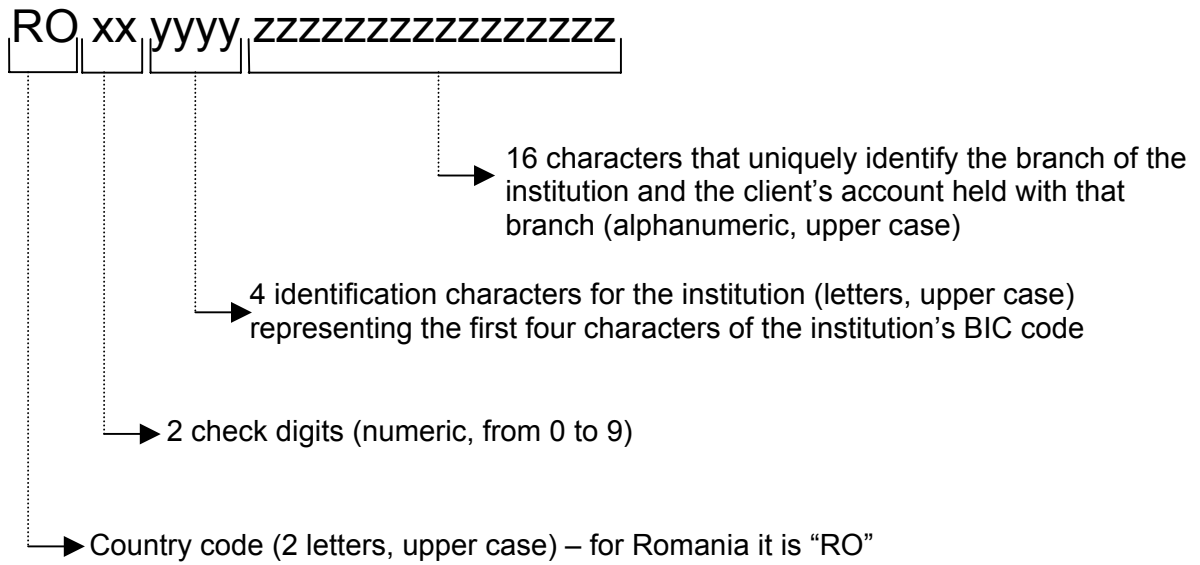 RO xx yyyy zzzzzzzzzzzzzzzz
16 characters that uniquely identify the branch of the
institution and the client’s account held with that
branch (alphanumeric, upper case)
4 identification characters for the institution (letters, upper case)
representing the first four characters of the institution’s BIC code
2 check digits (numeric, from 0 to 9)
Country code (2 letters, upper case) – for Romania it is “RO”